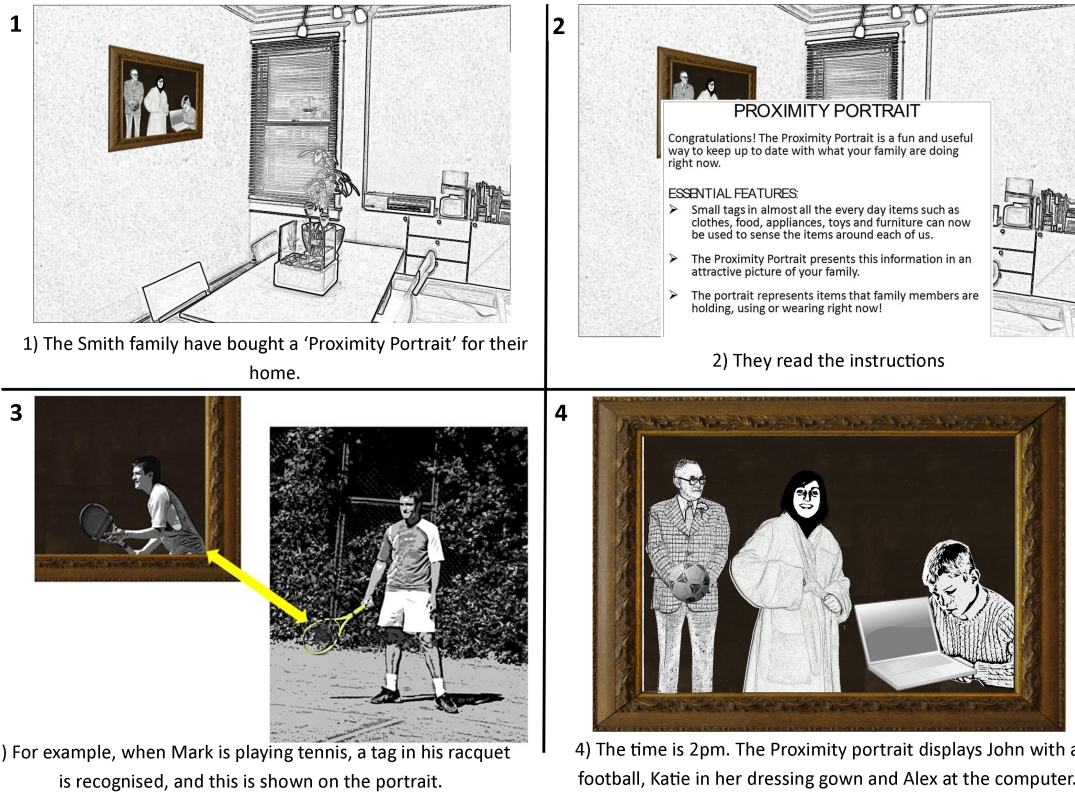 1
1) The Smith family have bought a ‘Proximity Portrait’ for their
home.
2
PROXIMITY PORTRAIT
Congratulations! The Proximity Portrait is a fun and useful
way to keep up to date with what your family are doing
right now.
ESSENTIAL FEATURES:
➢ Small tags in almost all the every day items such as
clothes, food, appliances, toys and furniture can now
be used to sense the items around each of us.
➢ The Proximity Portrait presents this information in an
attractive picture of your family.
➢ The portrait represents items that family members are
holding, using or wearing right now!
2) They read the instructions
3
) For example, when Mark is playing tennis, a tag in his racquet
is recognised, and this is shown on the portrait.
4
4) The time is 2pm. The Proximity portrait displays John with a
football, Katie in her dressing gown and Alex at the computer.